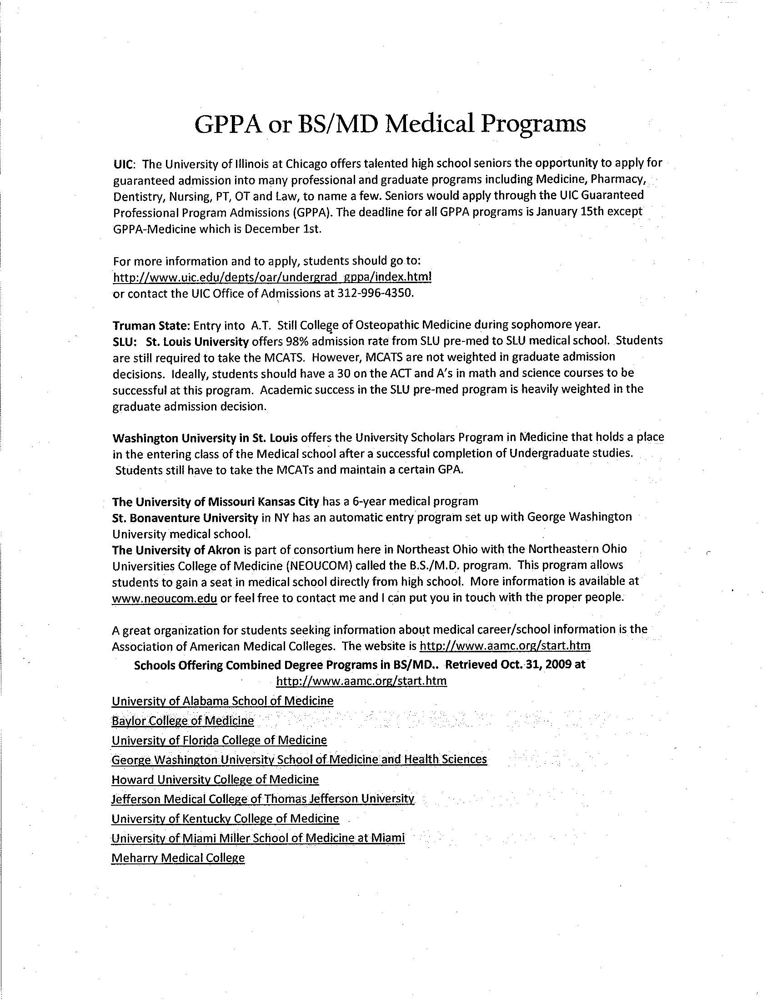 GPPA or BS/MD Medical Programs
UIC: The University of Illinois at Chicago offers talented high school seniors the opportunity to apply for
guaranteed admission into many professional and graduate programs including Medicine, Pharmacy,
Dentistry, Nursing, PT, OT and Law, to name a few. Seniors would apply through the UIC Guaranteed
Professional Program Admissions (GPPA). The deadline for all GPPA programs is January 15th except
GPPA-Medicine which is December 1st.
For more information and to apply, students should go to:
http://www.uic.edu/depts/oar/undergrad_gppa/index.html
or contact the UIC Office of Admissions at 312-996-4350.
Truman State: Entry into A.T. Still College of Osteopathic Medicine during sophomore year.
SLU: St. Louis University offers 98% admission rate from SLU pre-med to SLU medical school. Students
are still required to take the MCATS. However, MCATS are not weighted in graduate admission
decisions. Ideally, students should have a 30 on the ACT and A's in math and science courses to be
successful at this program. Academic success in the SLU pre-med program is heavily weighted in the
graduate admission decision.
Washington University in St. Louis offers the University Scholars Program in Medicine that holds a place
in the entering class of the Medical school after a successful completion of Undergraduate studies.
Students still have to take the MCATs and maintain a certain GPA.
The University of Missouri Kansas City has a 6-year medical program
St. Bonaventure University in NY has an automatic entry program set up with George Washington
University medical school.
The University of Akron is part of consortium here in Northeast Ohio with the Northeastern Ohio
Universities College of Medicine (NEOUCOM) called the B.S./M.D. program. This program allows
students to gain a seat in medical school directly from high school. More information is available at
www.neoucom.edu or feel free to contact me and I can put you in touch with the proper people.
A great organization for students seeking information about medical career/school information is the
Association of American Medical Colleges. The website is http://www.aamc.org/start.htm
Schools Offering Combined Degree Programs in BS/MD.. Retrieved Oct. 31, 2009 at
http://www.aamc.org/start.htm
University of Alabama School of Medicine
Baylor College of Medicine
University of Florida College of Medicine
George Washington University School of Medicine and Health Sciences
Howard University College of Medicine
Jefferson Medical College of Thomas Jefferson University
University of Kentucky College of Medicine
University of Miami Miller School of Medicine at Miami
Meharry Medical College